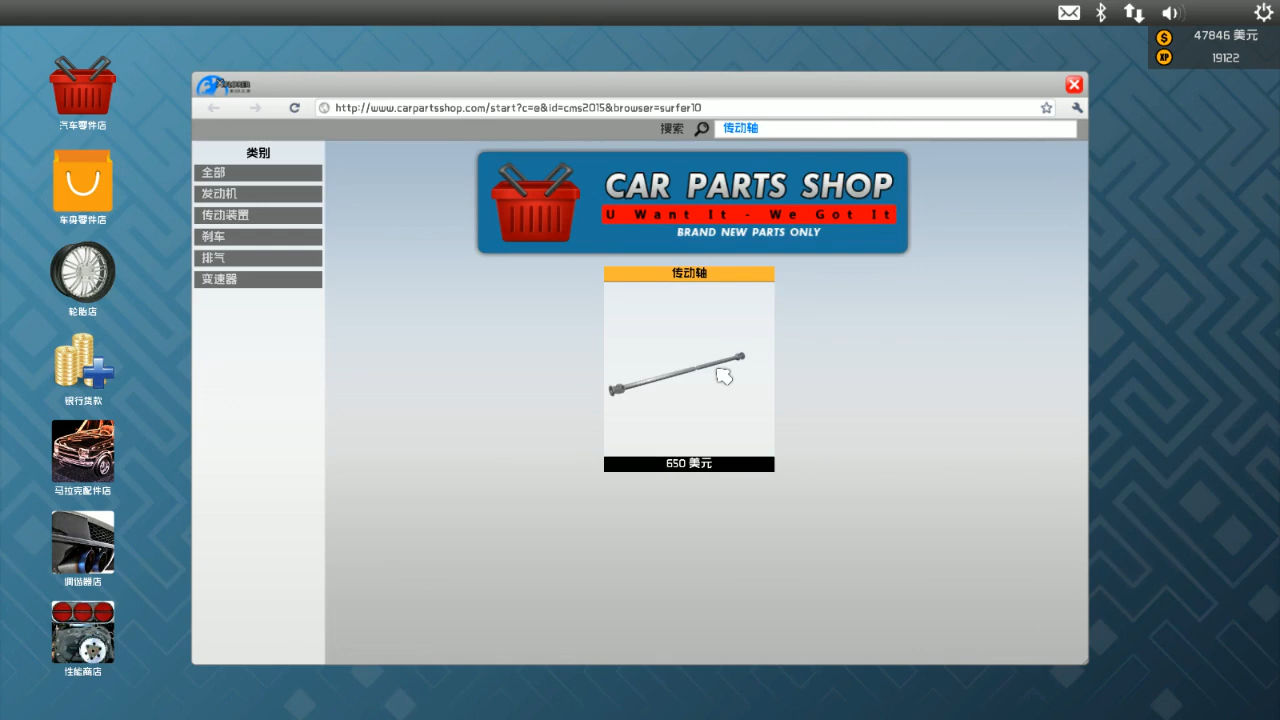 47846 美元
19122
汽车零件店
车身零件店
轮胎店
银行贷款
马拉克配件店
调谐器店
性能商店
http://www.carpartsshop.com/start?c=e&id=cms2015&browser=surfer10
搜索
传动轴
类别
全部
发动机
传动装置
刹车
排气
变速器
CAR PARTS SHOP
U Want It - We Got It
BRAND NEW PARTS ONLY
传动轴
650 美元